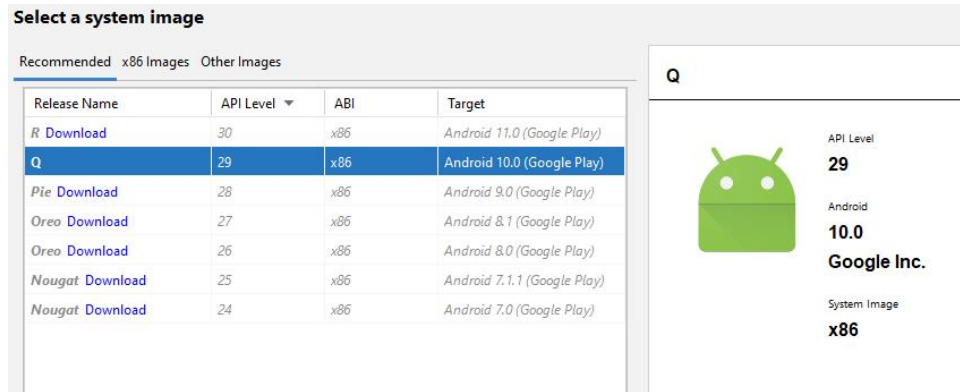 Select a system image
Recommended x86 Images Other Images
Release Name API Level ABI Target
R Download 30 x86 Android 11.0 (Google Play)
Q 29 x86 Android 10.0 (Google Play)
Pie Download 28 x86 Android 9.0 (Google Play)
Oreo Download 27 x86 Android 8.1 (Google Play)
Oreo Download 26 x86 Android 8.0 (Google Play)
Nougat Download 25 x86 Android 7.1.1 (Google Play)
Nougat Download 24 x86 Android 7.0 (Google Play)
Q
API Level
29
Android
10.0
Google Inc.
System Image
x86